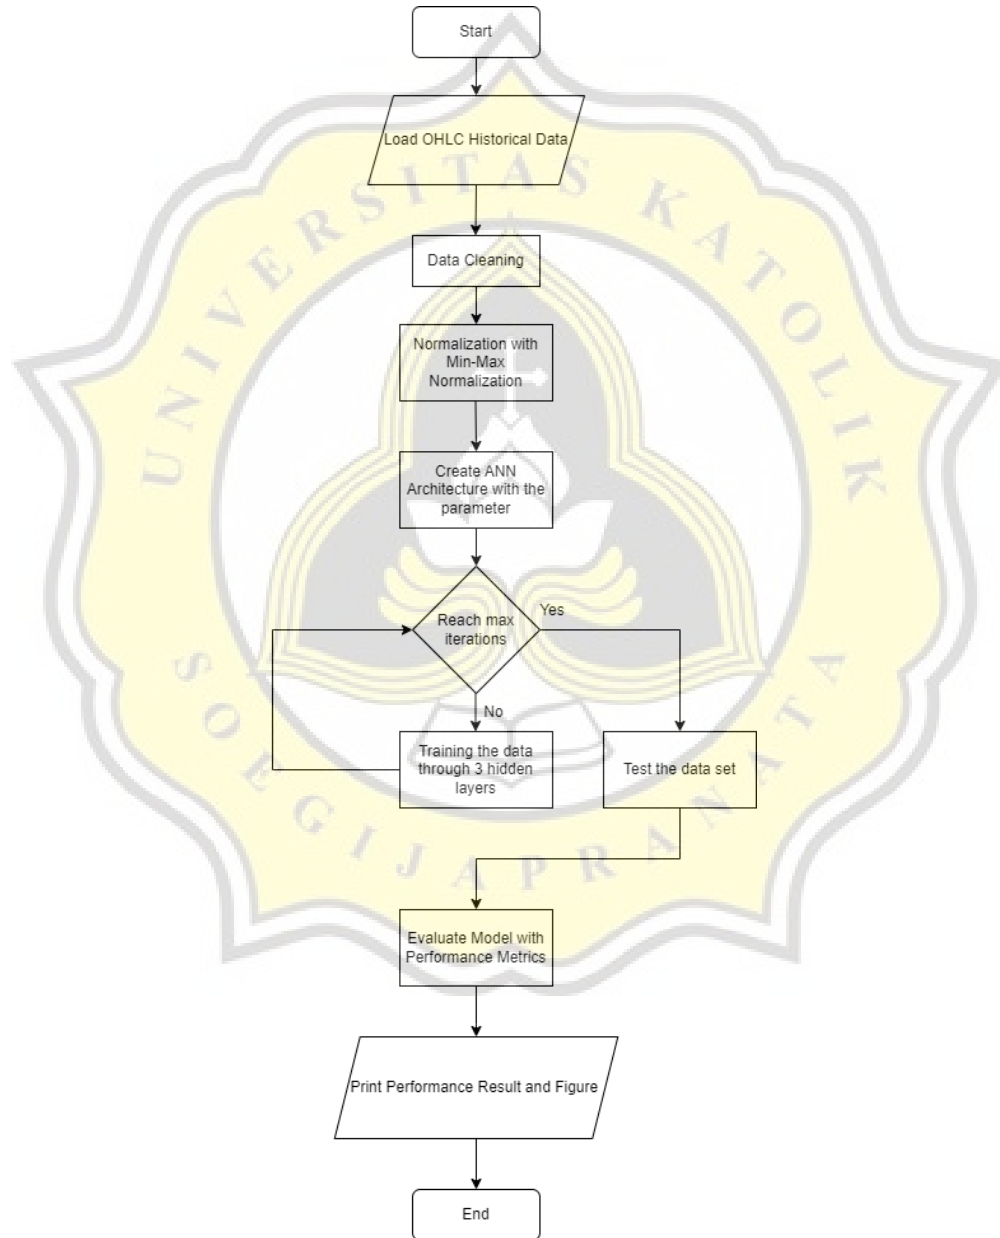 Start
Load OHLC Historical Data
Data Cleaning
Normalization with
Min-Max
Normalization
Create ANN
Architecture with the
parameter
Reach max
iterations
Yes
No
Training the data
through 3 hidden
layers
Test the data set
Evaluate Model with
Performance Metrics
Print Performance Result and Figure
End
UNIVERSITAS KATOLIK
SOEGIJAPRANATA